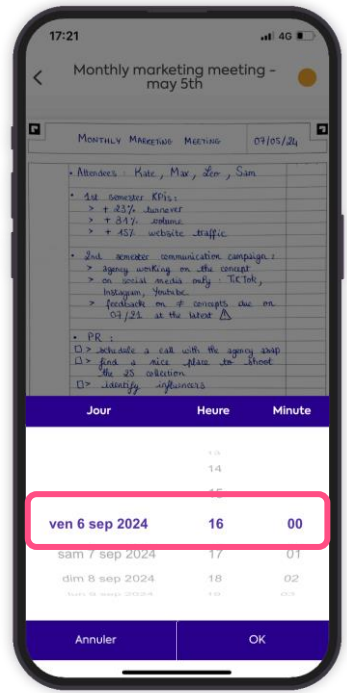 17:21
4G
Monthly marketing meeting -
may 5th
MONTHLY MARKETING MEETING 07/05/24
• Attendees : Kate, Max, Leo, Sam
• 1st semester KPIs :
> + 23% turnover
> + 31% volume
> + 45% website traffic
• 2nd semester communication campaign :
> agency working on the concept
> on social media only : TikTok,
Instagram, Youtube.
> feedback on ≠ concepts due on
07/21 at the latest ⚠
• PR :
> schedule a call with the agency asap
> find a nice place to shoot
the 25 collection
> identify influencers
Jour Heure Minute
14
ven 6 sep 2024 16 00
sam 7 sep 2024 17 01
dim 8 sep 2024 18 02
Annuler OK